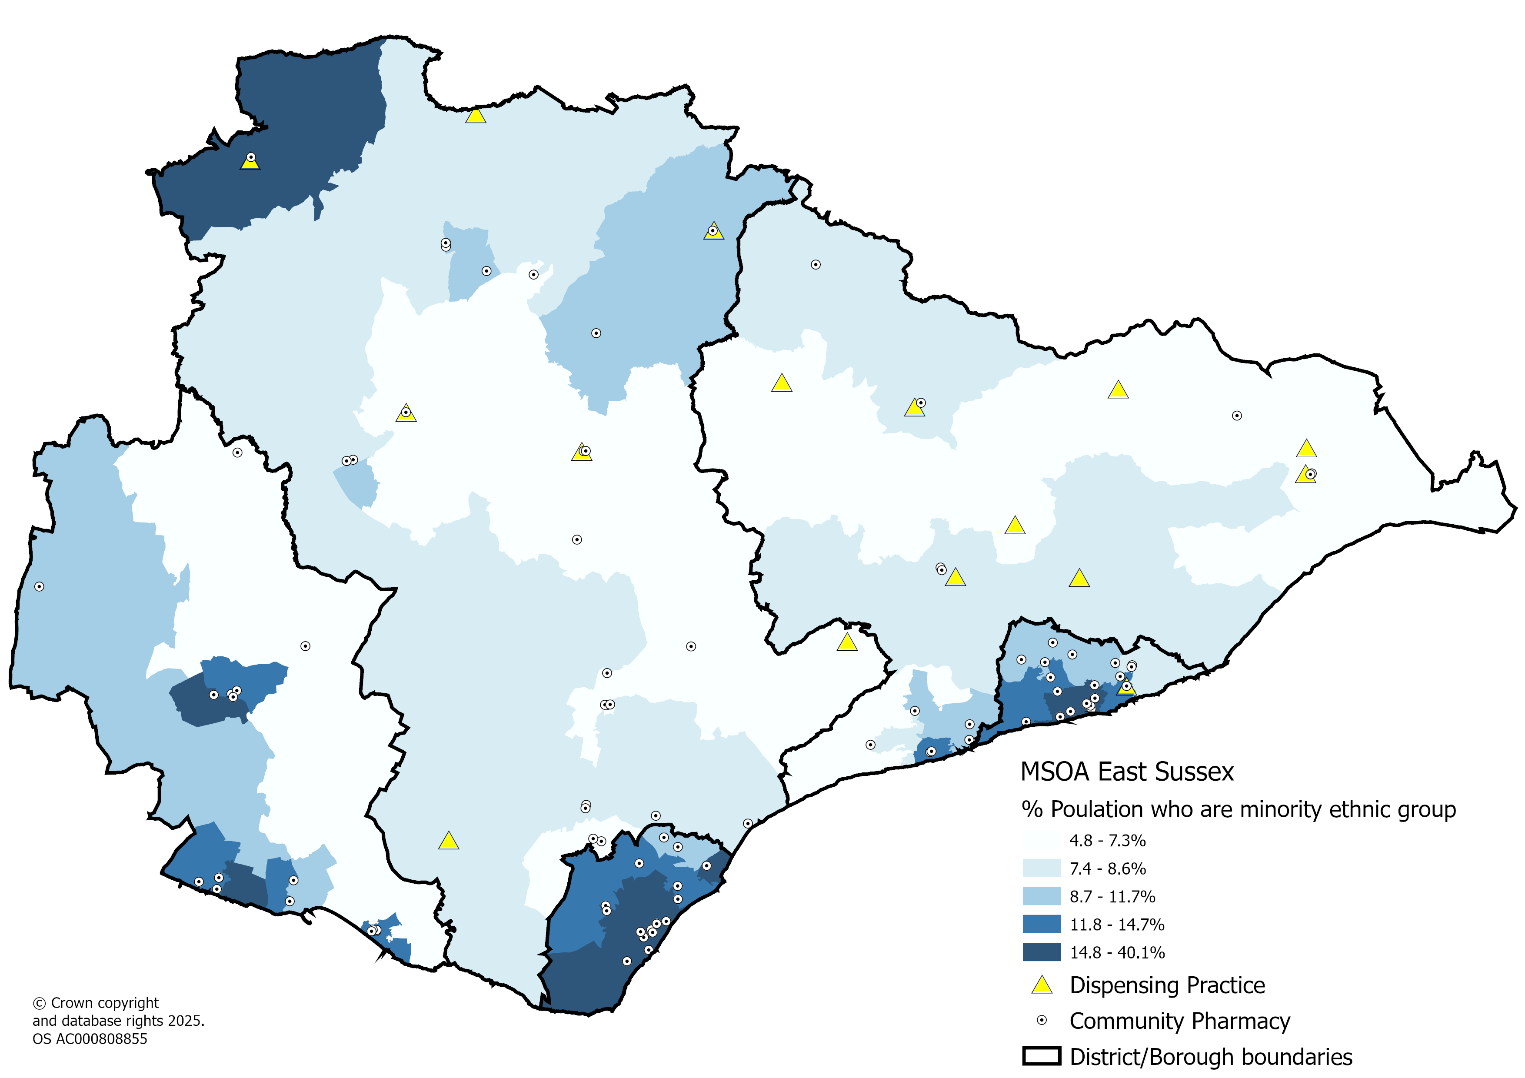 MSOA East Sussex
% Poulation who are minority ethnic group
4.8 - 7.3%
7.4 - 8.6%
8.7 - 11.7%
11.8 - 14.7%
14.8 - 40.1%
Dispensing Practice
Community Pharmacy
District/Borough boundaries
© Crown copyright
and database rights 2025.
OS AC000808855